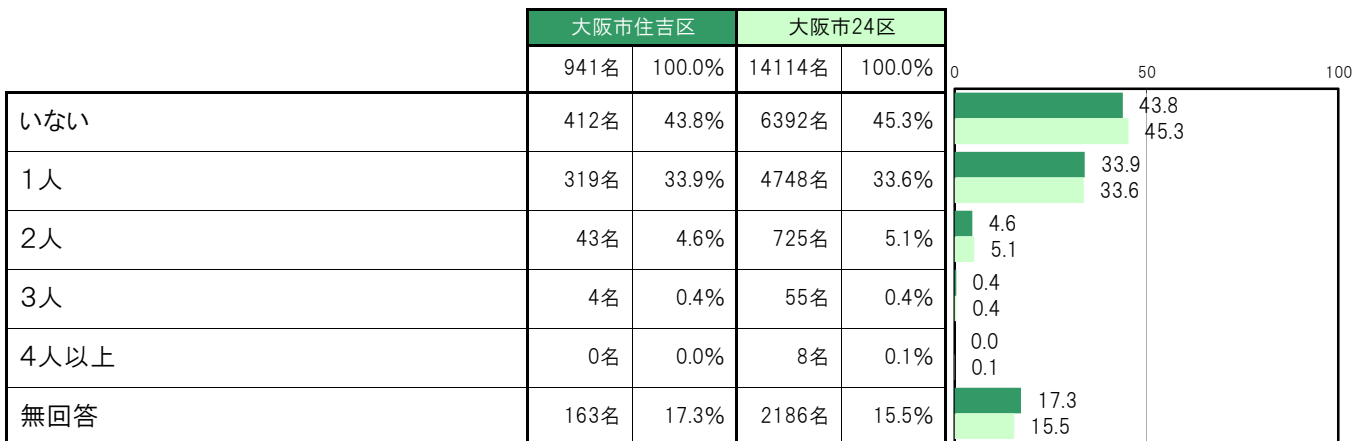 大阪市住吉区 大阪市24区
941名 100.0% 14114名 100.0% 0 50 100
いない 412名 43.8% 6392名 45.3% 43.8
45.3
1人 319名 33.9% 4748名 33.6% 33.9
33.6
2人 43名 4.6% 725名 5.1% 4.6
5.1
3人 4名 0.4% 55名 0.4% 0.4
0.4
4人以上 0名 0.0% 8名 0.1% 0.0
0.1
無回答 163名 17.3% 2186名 15.5% 17.3
15.5